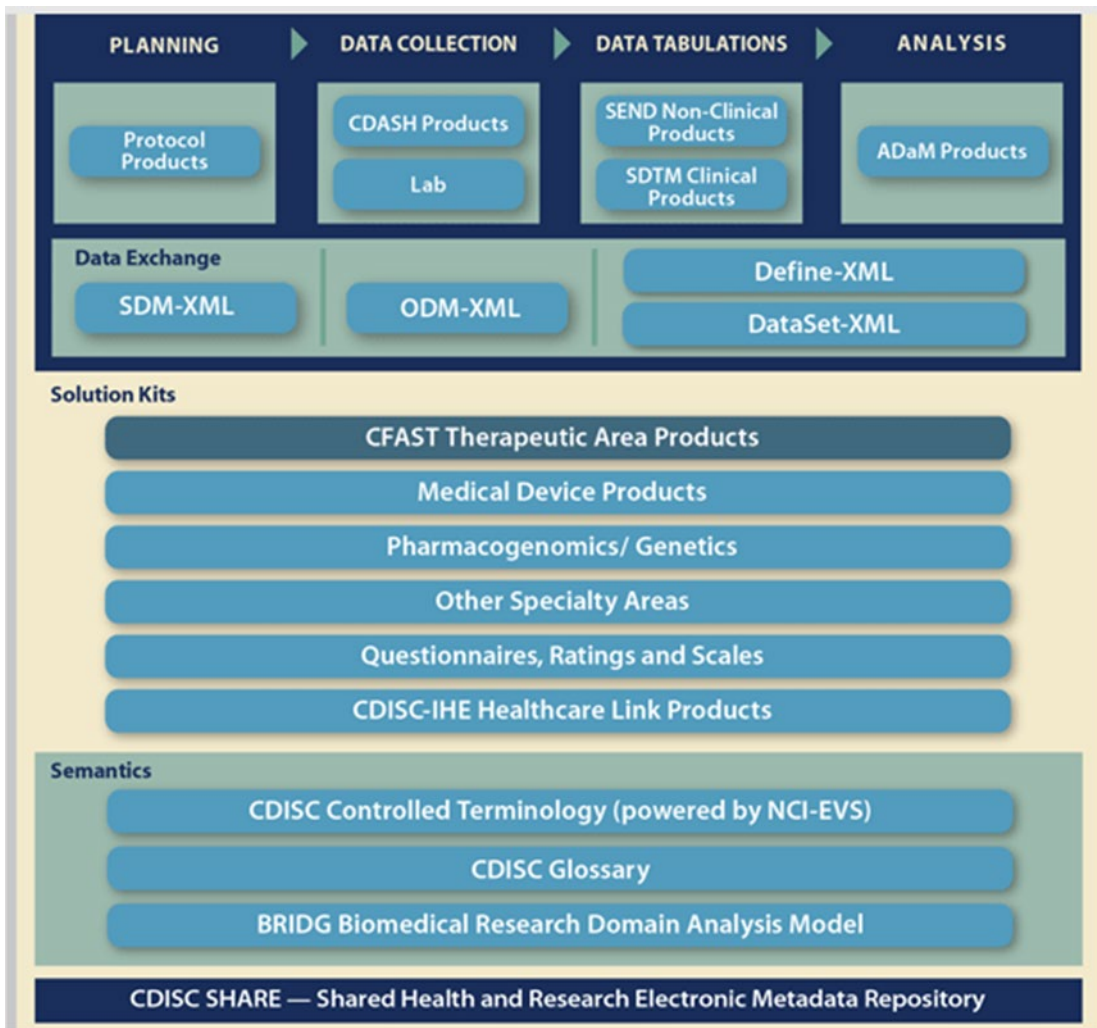 PLANNING
DATA COLLECTION
DATA TABULATIONS
ANALYSIS
Protocol
Products
CDASH Products
Lab
SEND Non-Clinical
Products
SDTM Clinical
Products
ADaM Products
Data Exchange
SDM-XML
ODM-XML
Define-XML
DataSet-XML
Solution Kits
CFAST Therapeutic Area Products
Medical Device Products
Pharmacogenomics/ Genetics
Other Specialty Areas
Questionnaires, Ratings and Scales
CDISC-IHE Healthcare Link Products
Semantics
CDISC Controlled Terminology (powered by NCI-EVS)
CDISC Glossary
BRIDG Biomedical Research Domain Analysis Model
CDISC SHARE — Shared Health and Research Electronic Metadata Repository